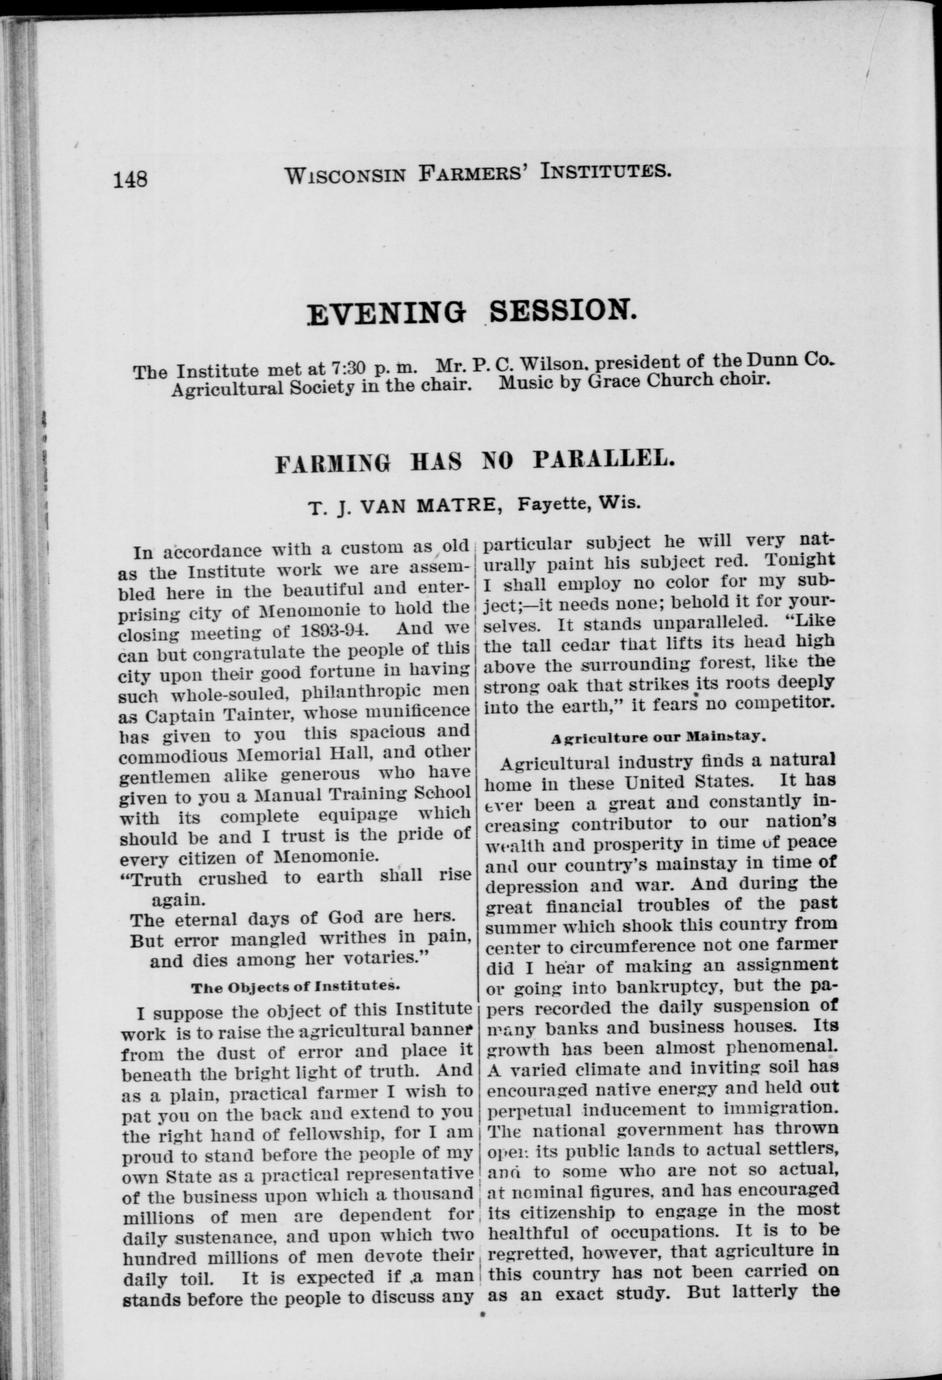 148
WISCONSIN FARMERS' INSTITUTES.
EVENING SESSION.
The Institute met at 7:30 p. m. Mr. P. C. Wilson, president of the Dunn Co.
Agricultural Society in the chair. Music by Grace Church choir.
FARMING HAS NO PARALLEL.
T. J. VAN MATRE, Fayette, Wis.
In accordance with a custom as old
as the Institute work we are assem-
bled here in the beautiful and enter-
prising city of Menomonie to hold the
closing meeting of 1893-94. And we
can but congratulate the people of this
city upon their good fortune in having
such whole-souled, philanthropic men
as Captain Tainter, whose munificence
has given to you this spacious and
commodious Memorial Hall, and other
gentlemen alike generous who have
given to you a Manual Training School
with its complete equipage which
should be and I trust is the pride of
every citizen of Menomonie.
"Truth crushed to earth shall rise
again.
The eternal days of God are hers.
But error mangled writhes in pain,
and dies among her votaries."
The Objects of Institutes.
I suppose the object of this Institute
work is to raise the agricultural banner
from the dust of error and place it
beneath the bright light of truth. And
as a plain, practical farmer I wish to
pat you on the back and extend to you
the right hand of fellowship, for I am
proud to stand before the people of my
own State as a practical representative
of the business upon which a thousand
millions of men are dependent for
daily sustenance, and upon which two
hundred millions of men devote their
daily toil. It is expected if a man
stands before the people to discuss any
particular subject he will very nat-
urally paint his subject red. Tonight
I shall employ no color for my sub-
ject;—it needs none; behold it for your-
selves. It stands unparalleled. "Like
the tall cedar that lifts its head high
above the surrounding forest, like the
strong oak that strikes its roots deeply
into the earth," it fears no competitor.
Agriculture our Mainstay.
Agricultural industry finds a natural
home in these United States. It has
ever been a great and constantly in-
creasing contributor to our nation's
wealth and prosperity in time of peace
and our country's mainstay in time of
depression and war. And during the
great financial troubles of the past
summer which shook this country from
center to circumference not one farmer
did I hear of making an assignment
or going into bankruptcy, but the pa-
pers recorded the daily suspension of
many banks and business houses. Its
growth has been almost phenomenal.
A varied climate and inviting soil has
encouraged native energy and held out
perpetual inducement to immigration.
The national government has thrown
open its public lands to actual settlers,
and to some who are not so actual,
at nominal figures, and has encouraged
its citizenship to engage in the most
healthful of occupations. It is to be
regretted, however, that agriculture in
this country has not been carried on
as an exact study. But latterly the